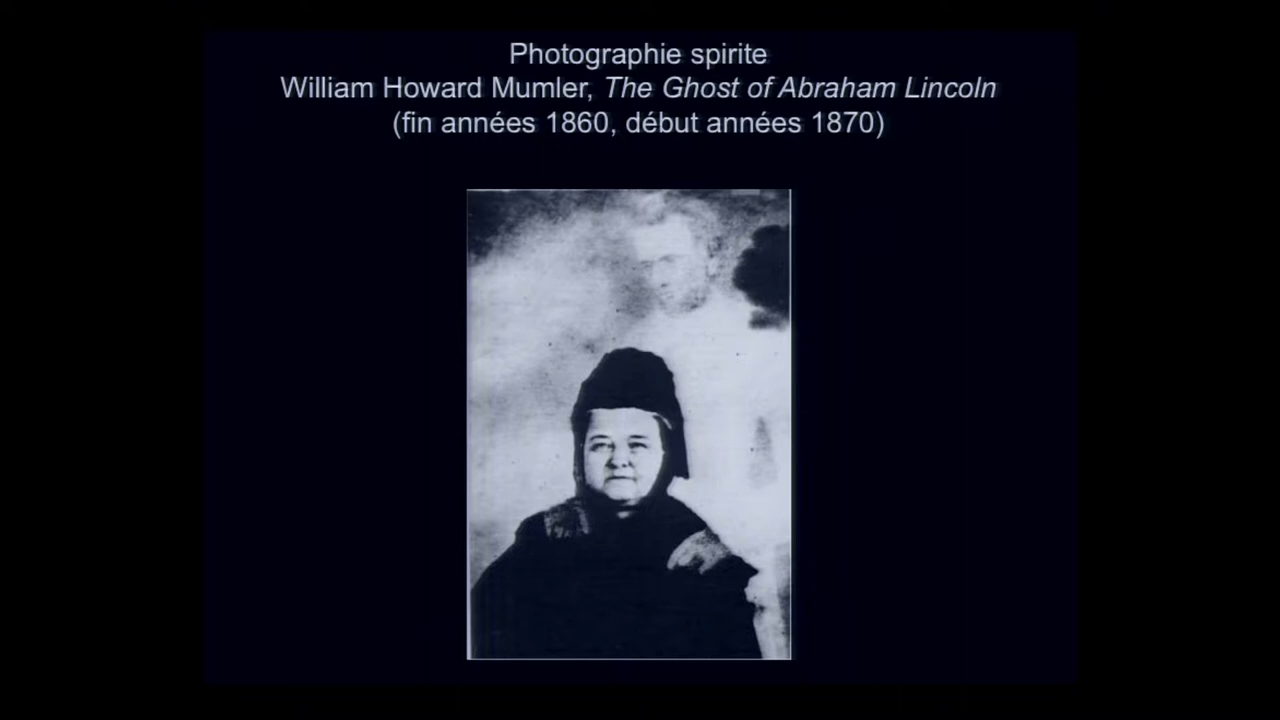 Photographie spirite
William Howard Mumler, The Ghost of Abraham Lincoln
(fin années 1860, début années 1870)